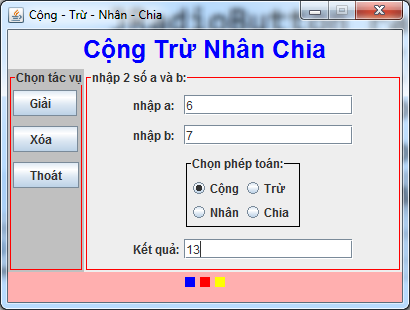 Cộng - Trừ - Nhân - Chia
Cộng Trừ Nhân Chia
Chọn tác vụ
Giải
Xóa
Thoát
nhập 2 số a và b:
nhập a: 6
nhập b: 7
Chọn phép toán:
Cộng Trừ
Nhân Chia
Kết quả: 13